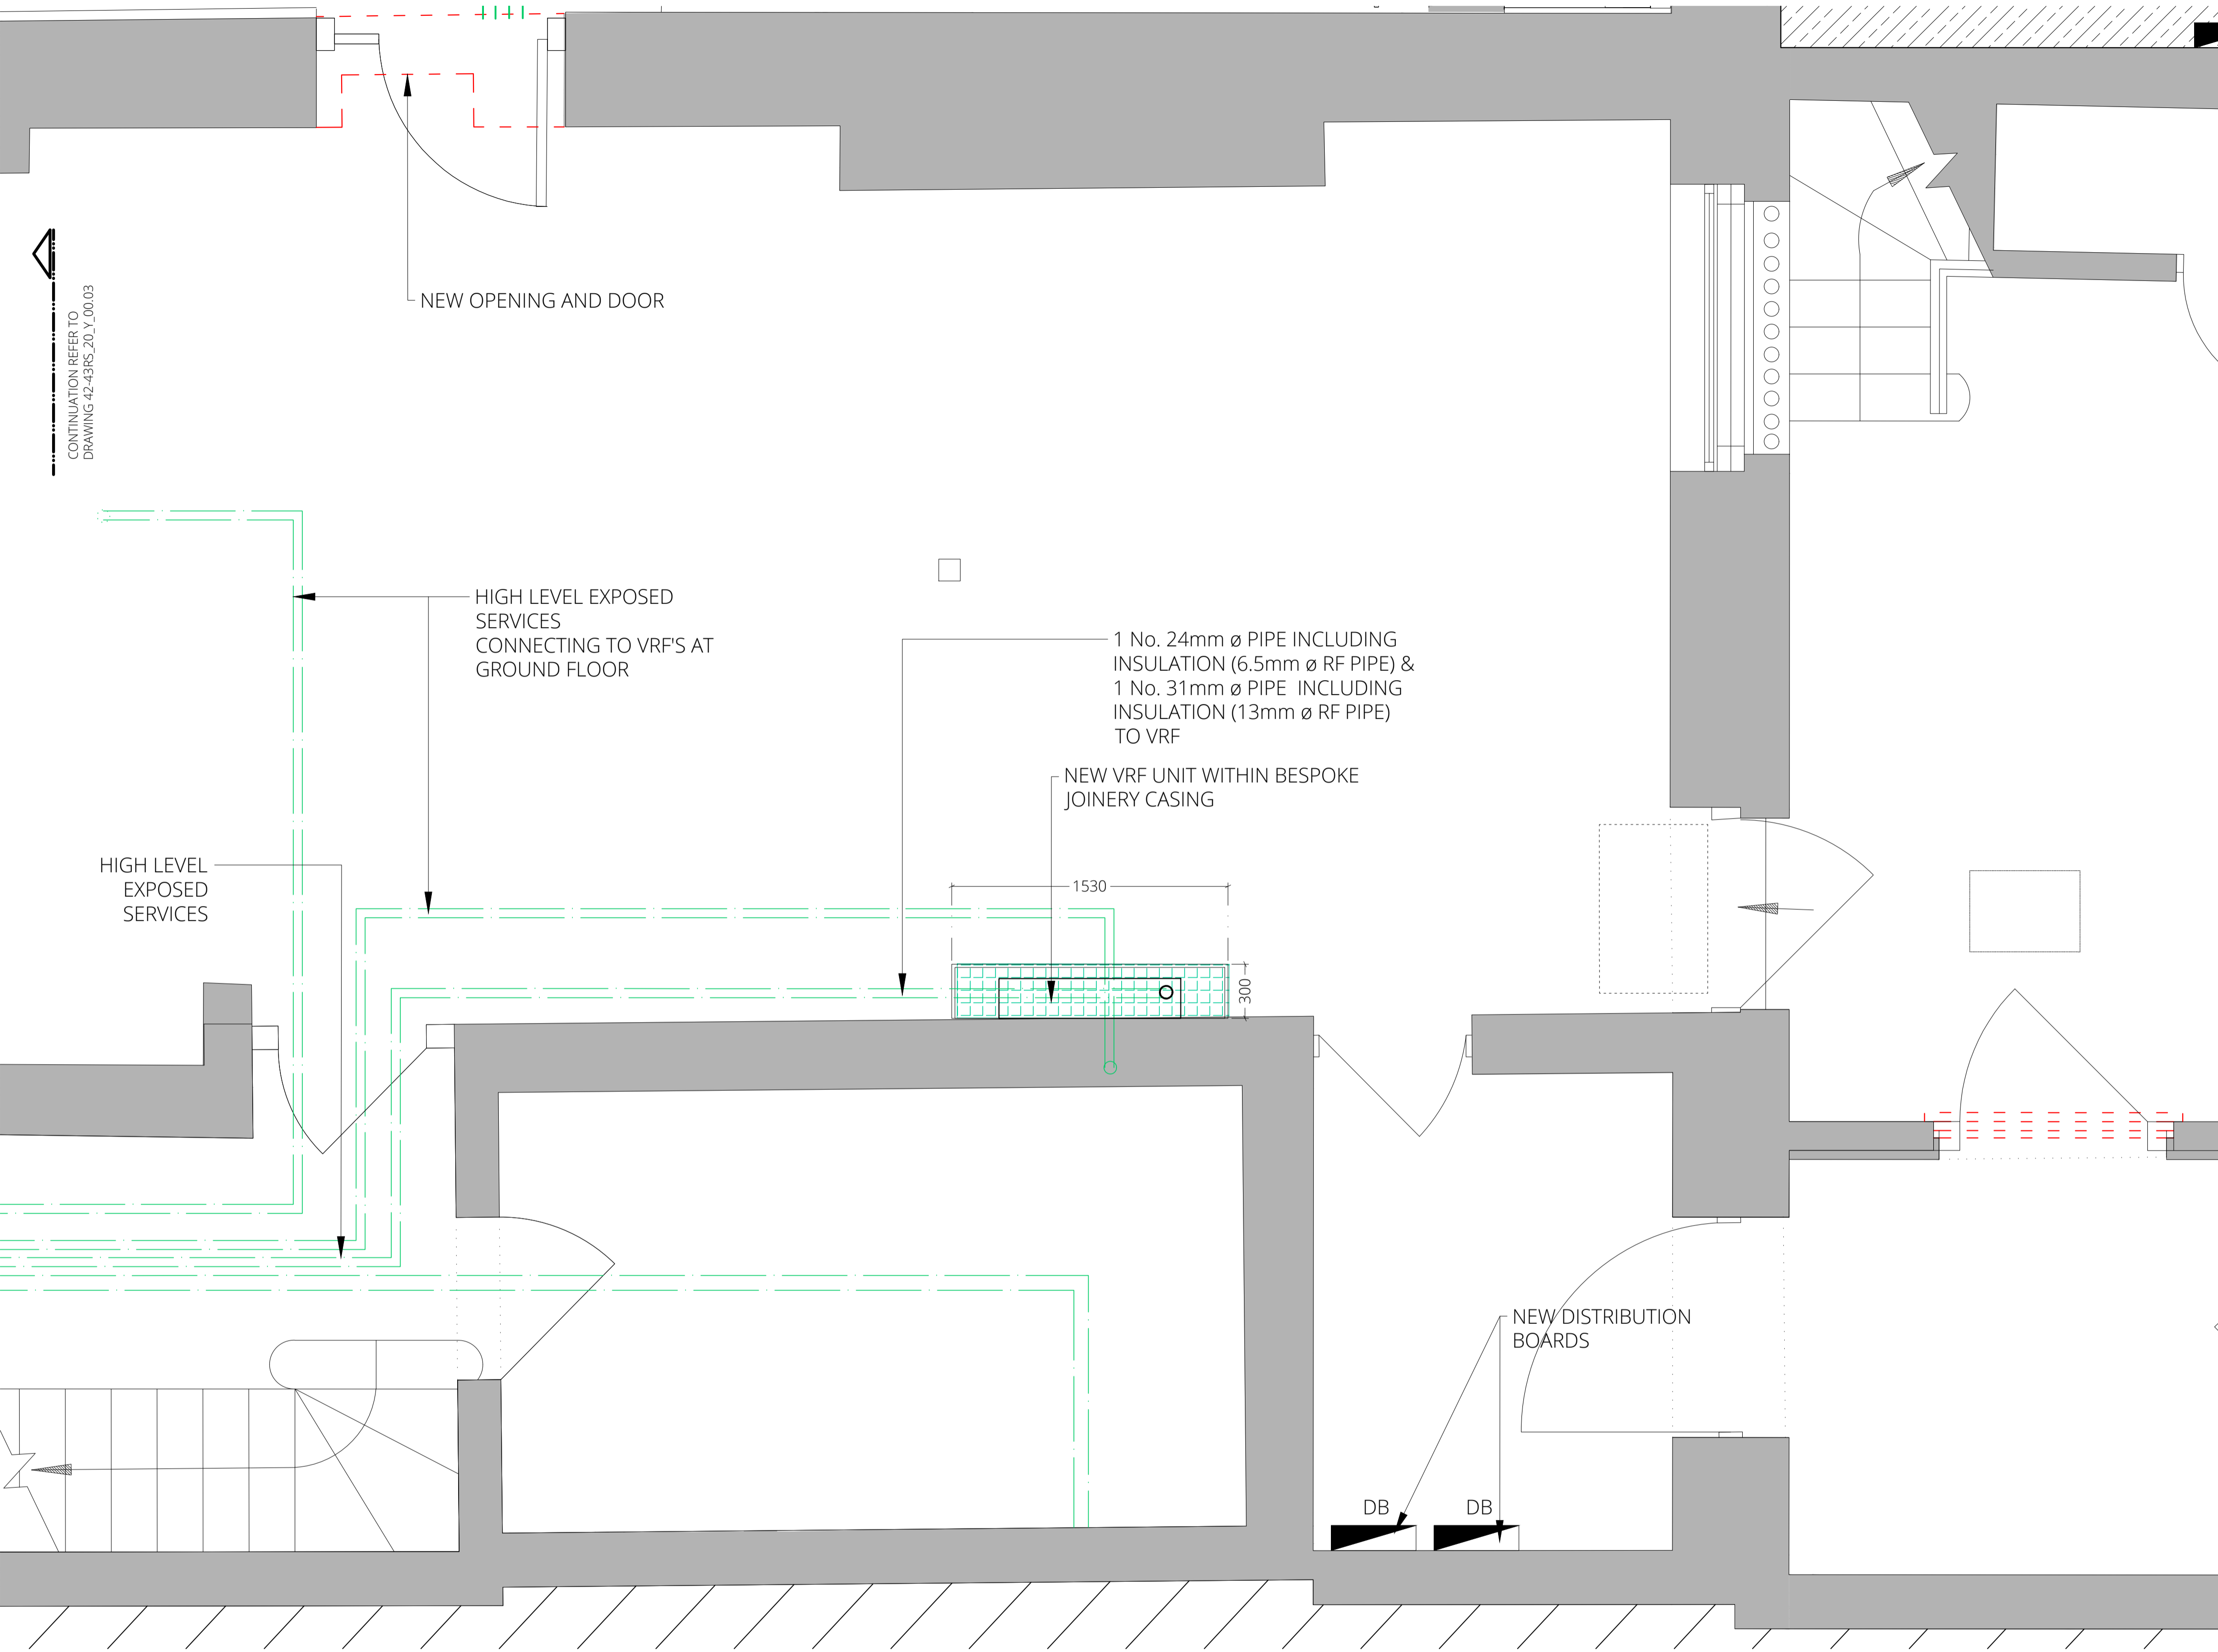 NEW OPENING AND DOOR
CONTINUATION REFER TO
DRAWING 42-43RS_20_Y_00.03
HIGH LEVEL EXPOSED
SERVICES
CONNECTING TO VRF'S AT
GROUND FLOOR
1 No. 24mm ø PIPE INCLUDING
INSULATION (6.5mm ø RF PIPE) &
1 No. 31mm ø PIPE INCLUDING
INSULATION (13mm ø RF PIPE)
TO VRF
NEW VRF UNIT WITHIN BESPOKE
JOINERY CASING
HIGH LEVEL
EXPOSED
SERVICES
1530
300
NEW DISTRIBUTION
BOARDS
DB
DB